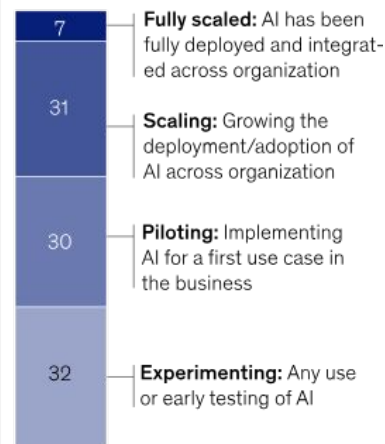 7
Fully scaled: AI has been
fully deployed and integrat-
ed across organization
31
Scaling: Growing the
deployment/adoption of
AI across organization
30
Piloting: Implementing
AI for a first use case in
the business
32
Experimenting: Any use
or early testing of AI